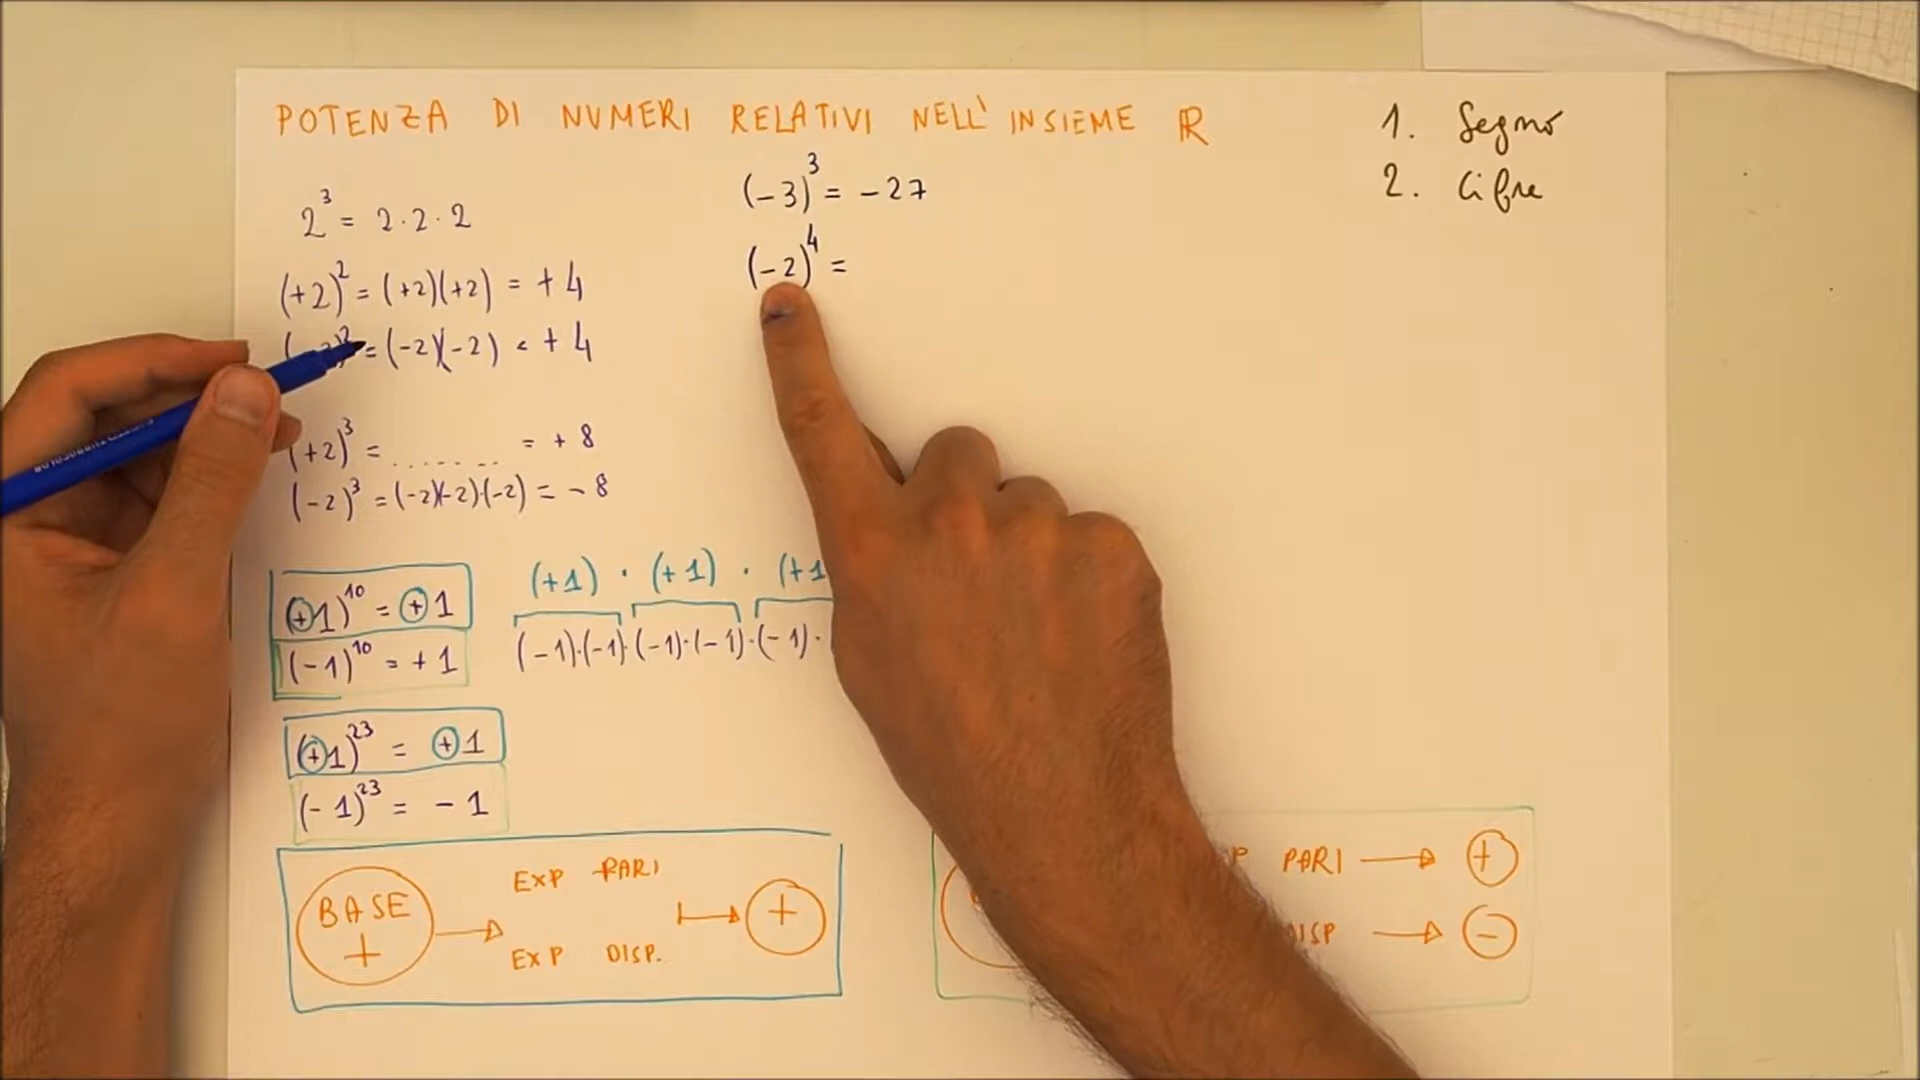 POTENZA DI NUMERI RELATIVI NELL' INSIEME ℝ
2³ = 2·2·2
(+2)² = (+2)(+2) = +4
= (-2)(-2) < +4
(+2)³ = ....... = +8
(-2)³ = (-2)(-2)·(-2) = -8
(+1)¹⁰ = +1
(-1)¹⁰ = +1
(+1)·(+1)·(+1
(-1)·(-1)·(-1)·(-1)·(-1)·
(+1)²³ = +1
(-1)²³ = -1
BASE +
EXP PARI
EXP DISP.
+
(-3)³ = -27
(-2)⁴ =
1. Segno
2. Cifre
PARI → +
DISP → -